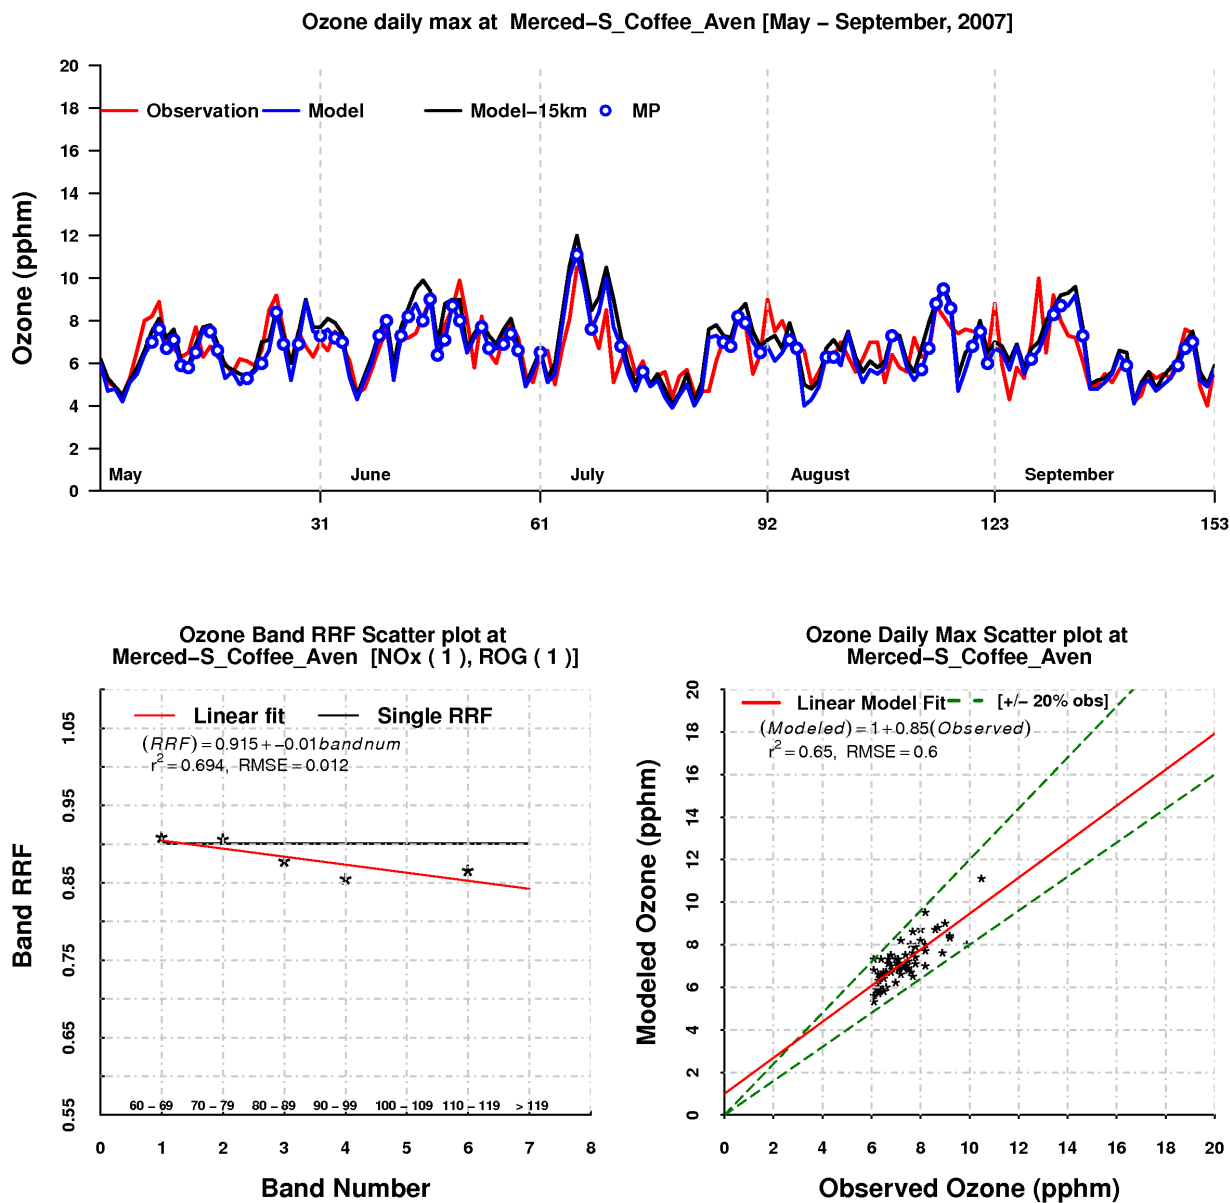 Ozone daily max at Merced−S_Coffee_Aven [May − September, 2007]
20
18
16
14
12
10
8
6
4
2
0
Ozone (pphm)
Observation Model Model−15km MP
May June July August September
31 61 92 123 153
Ozone Band RRF Scatter plot at
Merced−S_Coffee_Aven [NOx ( 1 ), ROG ( 1 )]
Linear fit Single RRF
(RRF)=0.915+−0.01bandnum
r²=0.694, RMSE=0.012
1.05
0.95
0.85
0.75
0.65
0.55
Band RRF
60 − 69 70 − 79 80 − 89 90 − 99 100 − 109 110 − 119 > 119
0 1 2 3 4 5 6 7 8
Band Number
Ozone Daily Max Scatter plot at
Merced−S_Coffee_Aven
Linear Model Fit [+/− 20% obs]
(Modeled)=1+0.85(Observed)
r²=0.65, RMSE=0.6
20
18
16
14
12
10
8
6
4
2
0
Modeled Ozone (pphm)
0 2 4 6 8 10 12 14 16 18 20
Observed Ozone (pphm)